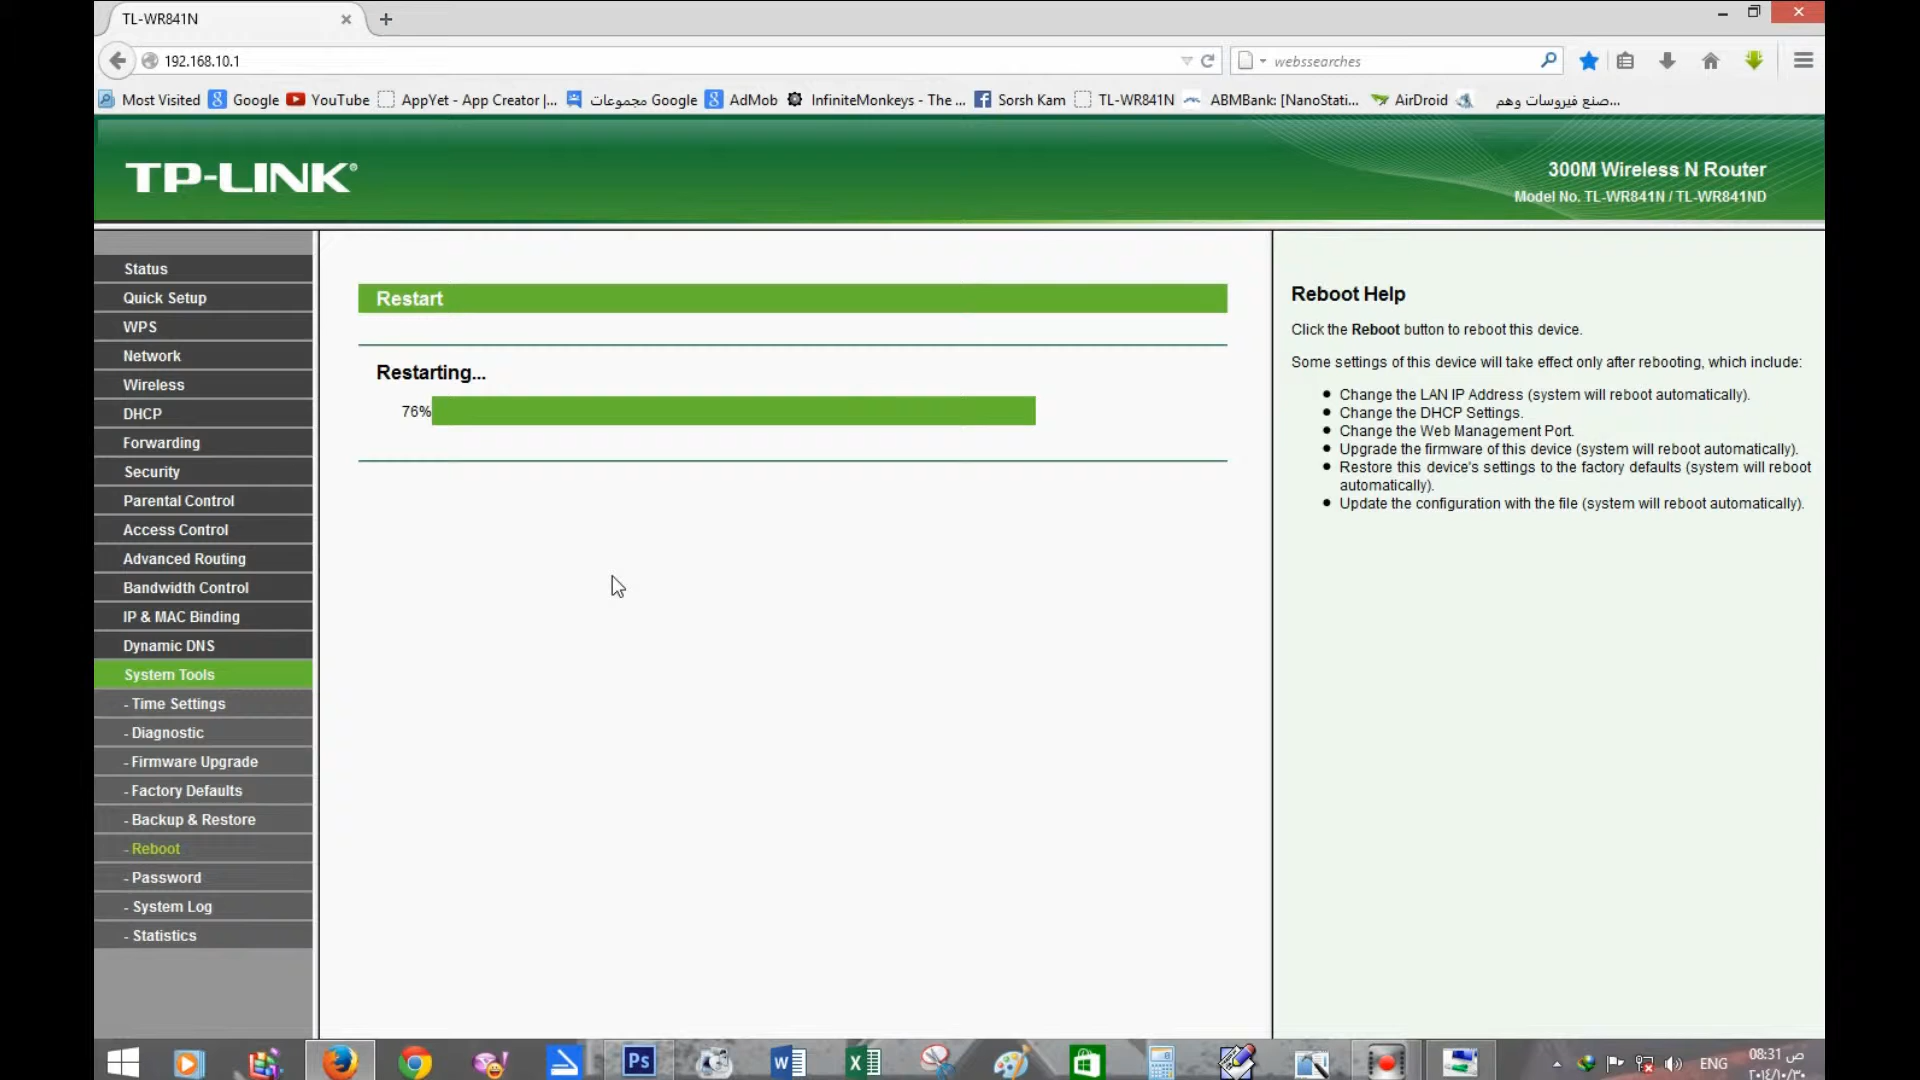 TL-WR841N
192.168.10.1
webssearches
Most Visited Google YouTube AppYet - App Creator |... مجموعات Google AdMob InfiniteMonkeys - The ... Sorsh Kam TL-WR841N ABMBank: [NanoStati... AirDroid صنع فيروسات وهم...
TP-LINK®
300M Wireless N Router
Model No. TL-WR841N / TL-WR841ND
Status
Quick Setup
WPS
Network
Wireless
DHCP
Forwarding
Security
Parental Control
Access Control
Advanced Routing
Bandwidth Control
IP & MAC Binding
Dynamic DNS
System Tools
- Time Settings
- Diagnostic
- Firmware Upgrade
- Factory Defaults
- Backup & Restore
- Reboot
- Password
- System Log
- Statistics
Restart
Restarting...
76%
Reboot Help
Click the Reboot button to reboot this device.
Some settings of this device will take effect only after rebooting, which include:
Change the LAN IP Address (system will reboot automatically).
Change the DHCP Settings.
Change the Web Management Port.
Upgrade the firmware of this device (system will reboot automatically).
Restore this device's settings to the factory defaults (system will reboot
automatically).
Update the configuration with the file (system will reboot automatically).
Ps
ENG
08:31 ص
٢٠١٤/١٠/٣٠